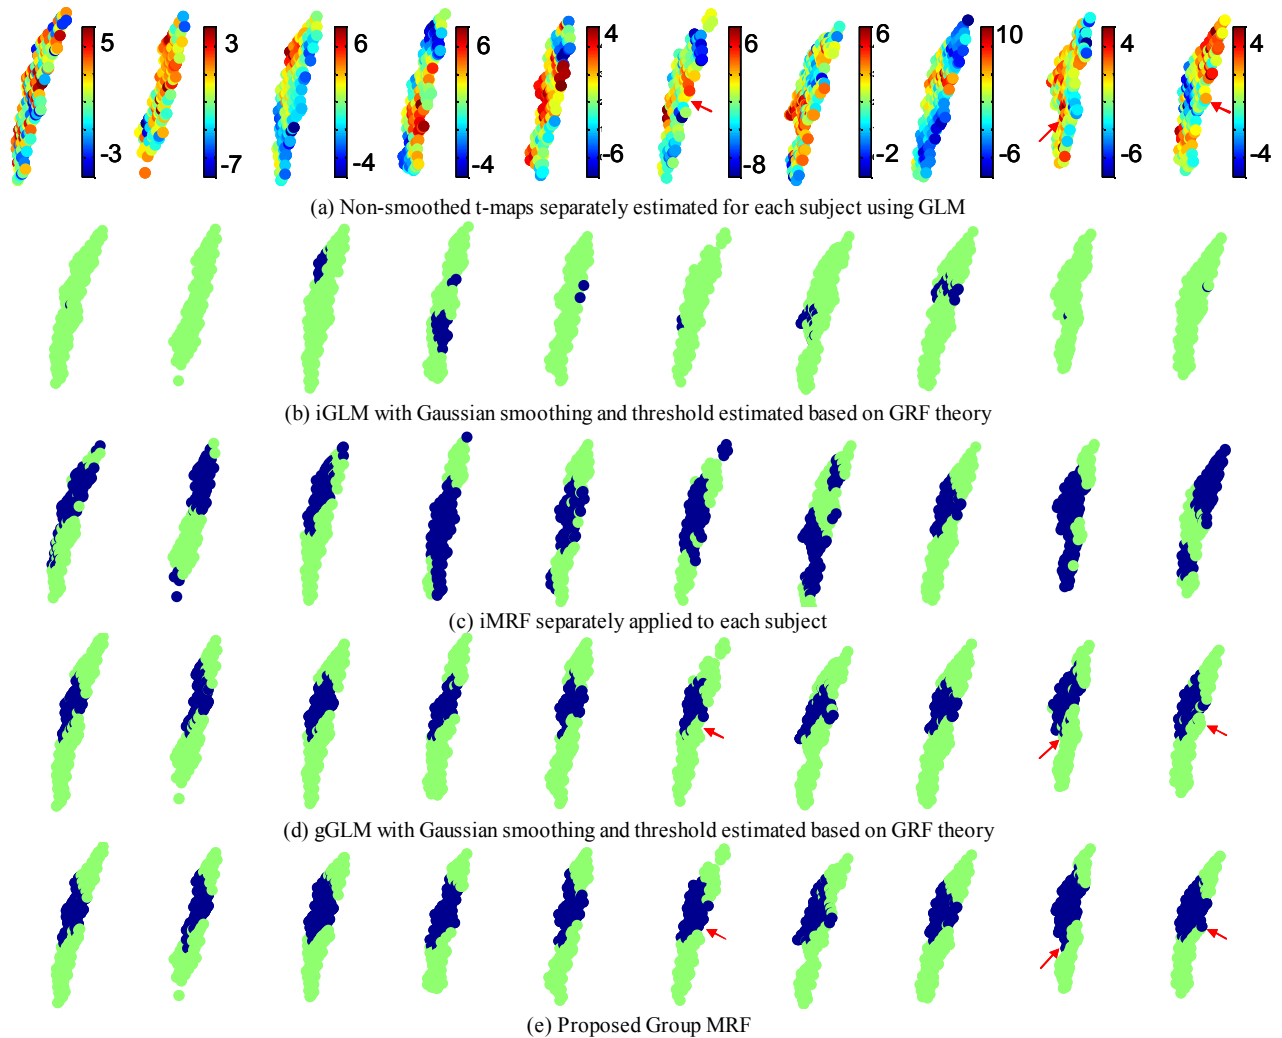 5 3 6 6 4 6 6 10 4 4
-3 -7 -4 -4 -6 -8 -2 -6 -6 -4
(a) Non-smoothed t-maps separately estimated for each subject using GLM
(b) iGLM with Gaussian smoothing and threshold estimated based on GRF theory
(c) iMRF separately applied to each subject
(d) gGLM with Gaussian smoothing and threshold estimated based on GRF theory
(e) Proposed Group MRF